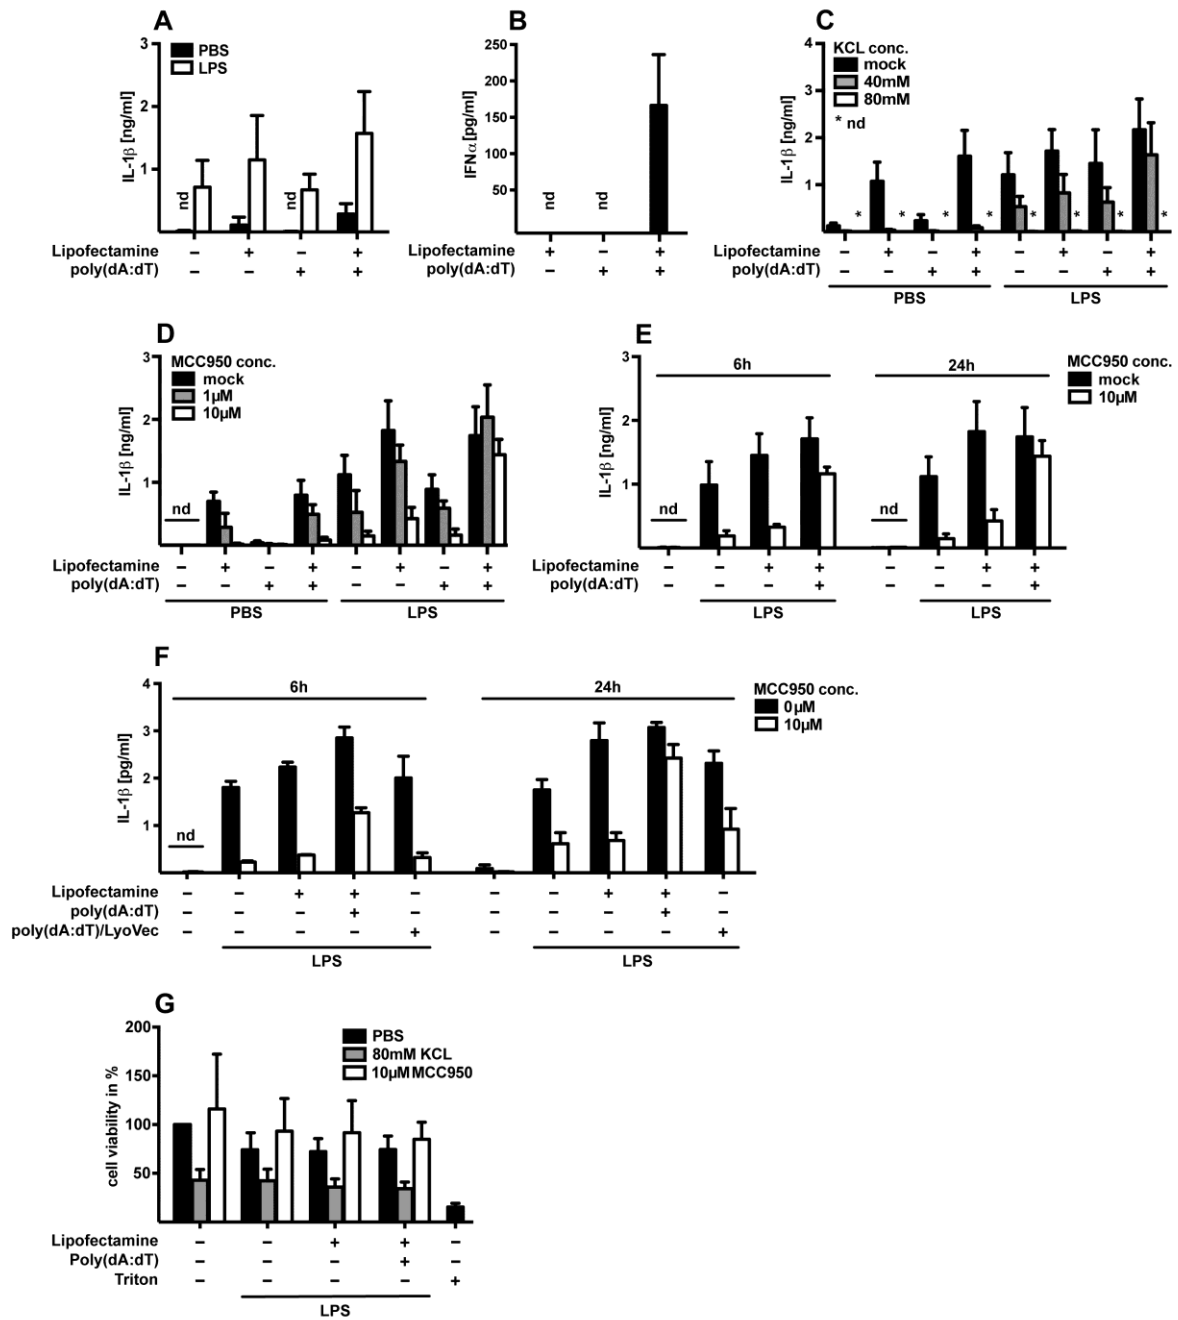 A
3
2
1
IL-1β [ng/ml]
PBS
LPS
nd
nd
Lipofectamine – + – +
poly(dA:dT) – – + +
B
250
200
150
100
50
IFNα [pg/ml]
nd
nd
Lipofectamine + – +
poly(dA:dT) – + +
C
4
3
2
1
IL-1β [ng/ml]
KCL conc.
mock
40mM
80mM
* nd
* * * * * * * *
Lipofectamine – + – + – + – +
poly(dA:dT) – – + + – – + +
PBS LPS
D
3
2
1
IL-1β [ng/ml]
MCC950 conc.
mock
1µM
10µM
nd
Lipofectamine – + – + – + – +
poly(dA:dT) – – + + – – + +
PBS LPS
E
3
2
1
IL-1β [ng/ml]
6h 24h
MCC950 conc.
mock
10µM
nd nd
Lipofectamine – – + + – – + +
poly(dA:dT) – – – + – – – +
LPS LPS
F
4
3
2
1
IL-1β [pg/ml]
6h 24h
MCC950 conc.
0µM
10µM
nd
Lipofectamine – – + + – – – + + –
poly(dA:dT) – – – + – – – – + –
poly(dA:dT)/LyoVec – – – – + – – – – +
LPS LPS
G
200
150
100
50
cell viability in %
PBS
80mM KCL
10µM MCC950
Lipofectamine – – + + –
Poly(dA:dT) – – – + –
Triton – – – – +
LPS